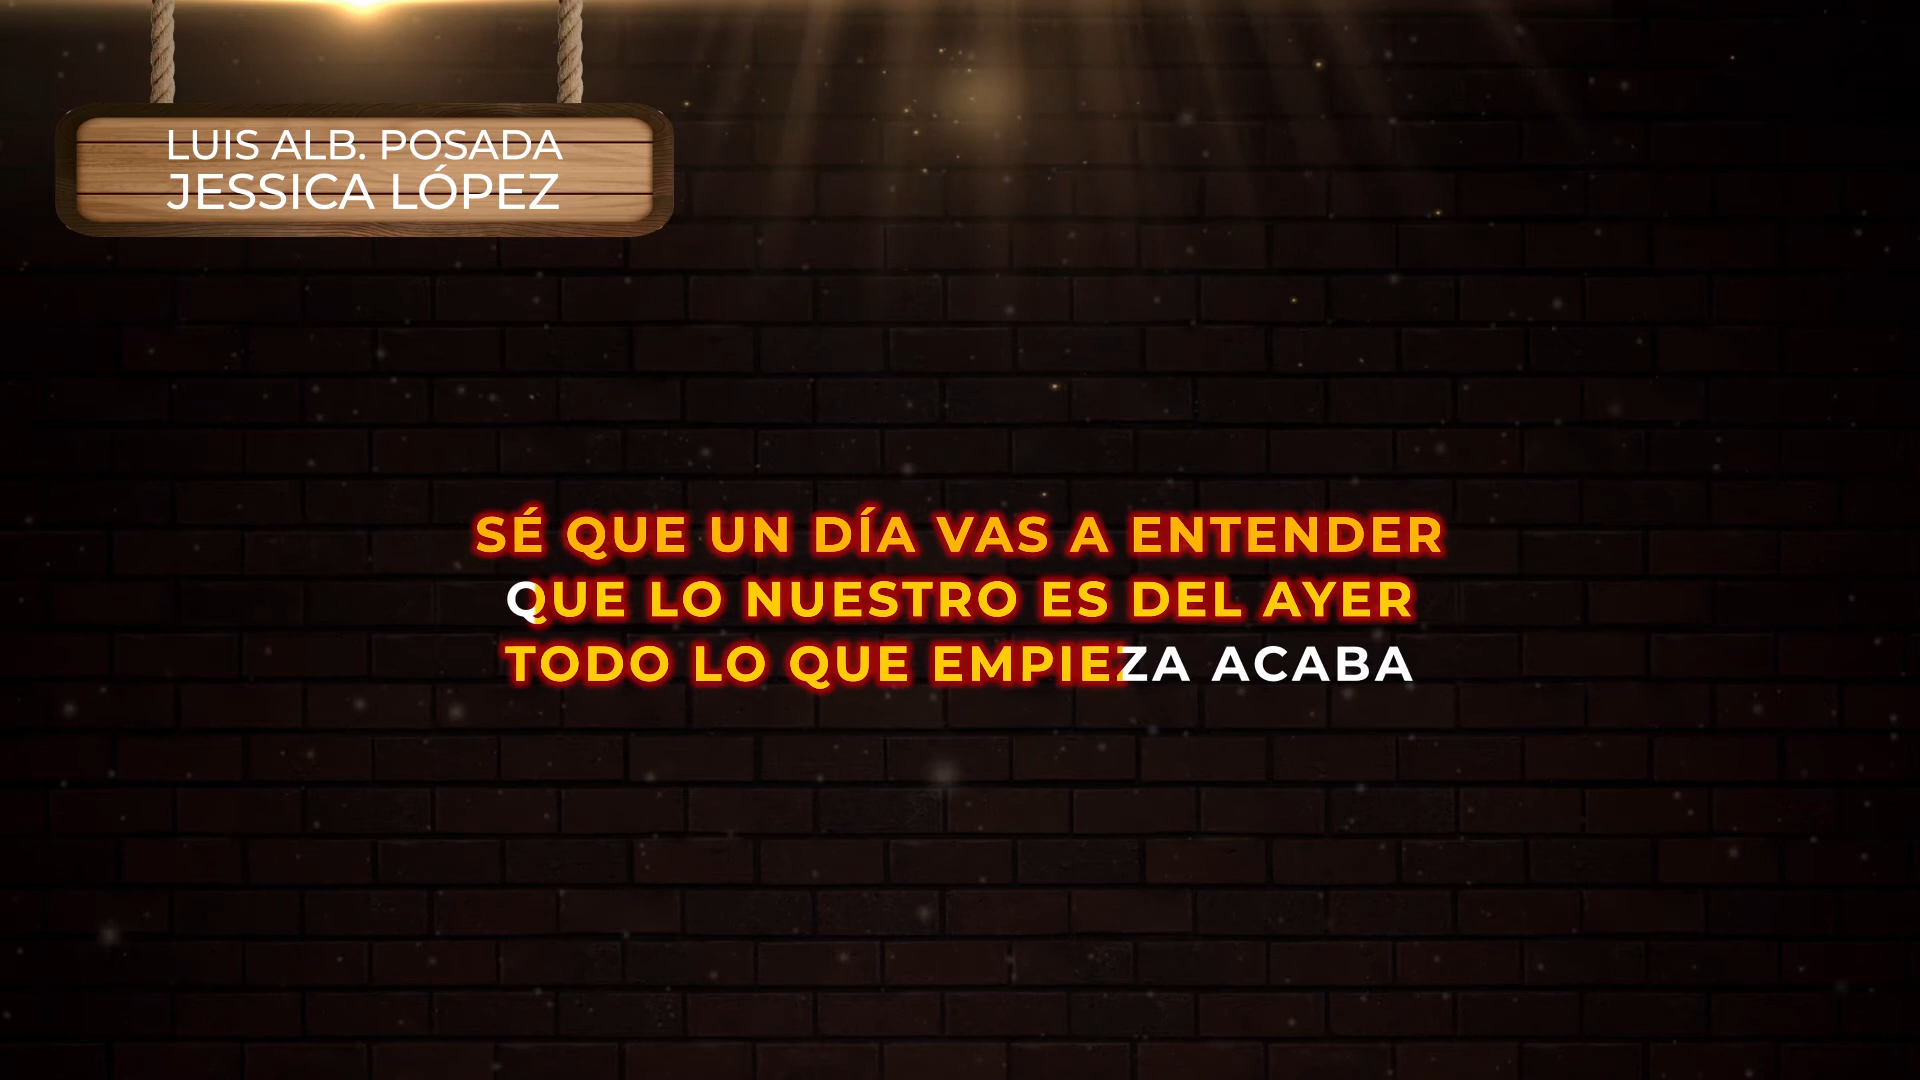 LUIS ALB. POSADA
JESSICA LÓPEZ
SÉ QUE UN DÍA VAS A ENTENDER
QUE LO NUESTRO ES DEL AYER
TODO LO QUE EMPIEZA ACABA